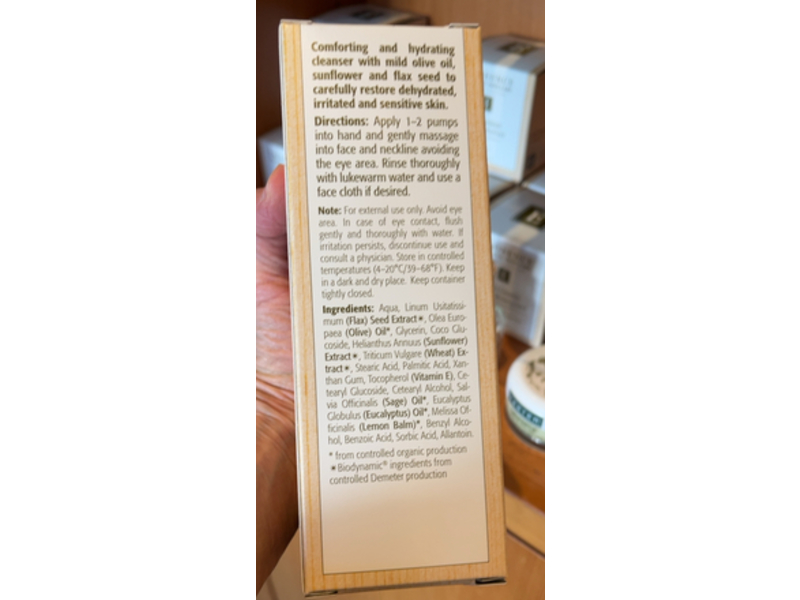 Comforting and hydrating
cleanser with mild olive oil,
sunflower and flax seed to
carefully restore dehydrated,
irritated and sensitive skin.
Directions: Apply 1–2 pumps
into hand and gently massage
into face and neckline avoiding
the eye area. Rinse thoroughly
with lukewarm water and use a
face cloth if desired.
Note: For external use only. Avoid eye
area. In case of eye contact, flush
gently and thoroughly with water. If
irritation persists, discontinue use and
consult a physician. Store in controlled
temperatures (4–20°C/39–68°F). Keep
in a dark and dry place. Keep container
tightly closed.
Ingredients: Aqua, Linum Usitatissi-
mum (Flax) Seed Extract✶, Olea Euro-
paea (Olive) Oil*, Glycerin, Coco Glu-
coside, Helianthus Annuus (Sunflower)
Extract✶, Triticum Vulgare (Wheat) Ex-
tract✶, Stearic Acid, Palmitic Acid, Xan-
than Gum, Tocopherol (Vitamin E), Ce-
tearyl Glucoside, Cetearyl Alcohol, Sal-
via Officinalis (Sage) Oil*, Eucalyptus
Globulus (Eucalyptus) Oil*, Melissa Of-
ficinalis (Lemon Balm)*, Benzyl Alco-
hol, Benzoic Acid, Sorbic Acid, Allantoin.
* from controlled organic production
✶Biodynamic® ingredients from
controlled Demeter production